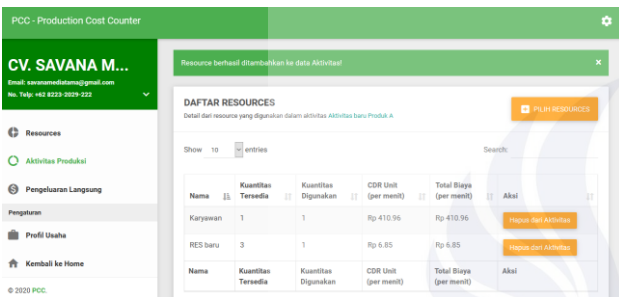 PCC - Production Cost Counter
CV. SAVANA M...
Email: savanamediatama@gmail.com
No. Telp: +62 8223-2029-222
Resources
Aktivitas Produksi
Pengeluaran Langsung
Pengaturan
Profil Usaha
Kembali ke Home
© 2020 PCC.
Resource berhasil ditambahkan ke data Aktivitas! ×
DAFTAR RESOURCES
Detail dari resource yang digunakan dalam aktivitas Aktivitas baru Produk A
PILIH RESOURCES
Show 10 entries
Search:
Nama Kuantitas Tersedia Kuantitas Digunakan CDR Unit (per menit) Total Biaya (per menit) Aksi
Karyawan 1 1 Rp 410.96 Rp 410.96 Hapus dari Aktivitas
RES baru 3 1 Rp 6.85 Rp 6.85 Hapus dari Aktivitas
Nama Kuantitas Tersedia Kuantitas Digunakan CDR Unit (per menit) Total Biaya (per menit) Aksi